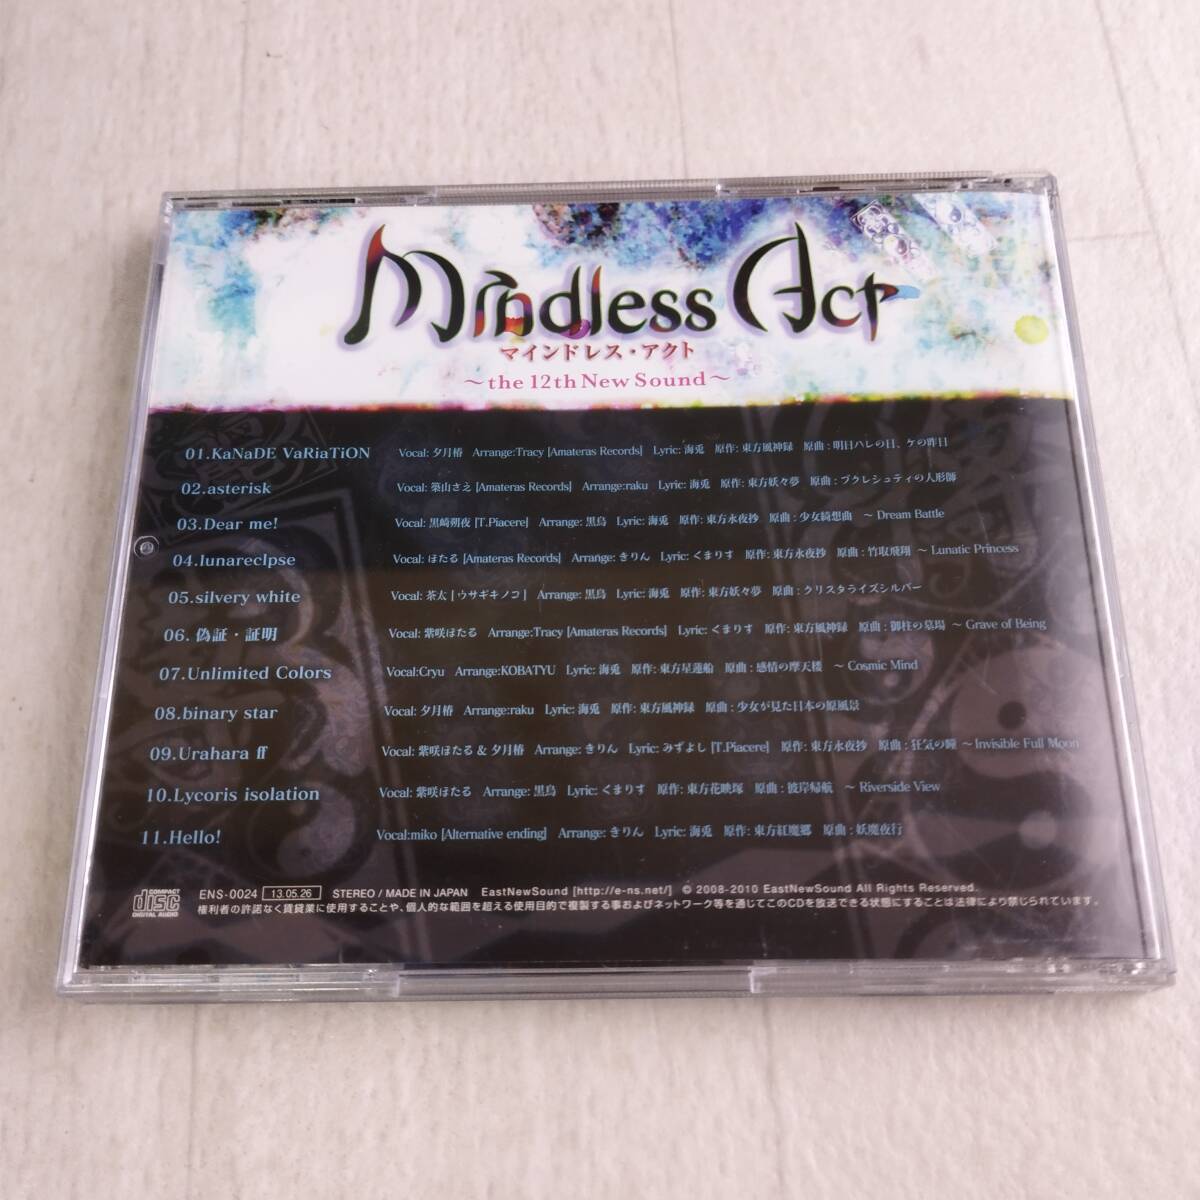 Mindless Act
マインドレス・アクト
～the 12th New Sound～
01.KaNaDE VaRiaTiON Vocal: 夕月椿 Arrange:Tracy [Amateras Records] Lyric: 海兎 原作: 東方風神録 原曲 : 明日ハレの日、ケの昨日
02.asterisk Vocal: 築山さえ [Amateras Records] Arrange:raku Lyric: 海兎 原作: 東方妖々夢 原曲 : ブクレシュティの人形師
03.Dear me! Vocal: 黒崎朔夜 [T.Piacere] Arrange: 黒鳥 Lyric: 海兎 原作: 東方永夜抄 原曲 : 少女綺想曲 ～ Dream Battle
04.lunareclpse Vocal: ほたる [Amateras Records] Arrange: きりん Lyric: くまりす 原作: 東方永夜抄 原曲 : 竹取飛翔 ～ Lunatic Princess
05.silvery white Vocal: 茶太 [ウサギキノコ] Arrange: 黒鳥 Lyric: 海兎 原作: 東方妖々夢 原曲 : クリスタライズシルバー
06. 偽証・証明 Vocal: 紫咲ほたる Arrange:Tracy [Amateras Records] Lyric: くまりす 原作: 東方風神録 原曲 : 御柱の墓場 ～ Grave of Being
07.Unlimited Colors Vocal:Cryu Arrange:KOBATYU Lyric: 海兎 原作: 東方星蓮船 原曲 : 感情の摩天楼 ～ Cosmic Mind
08.binary star Vocal: 夕月椿 Arrange:raku Lyric: 海兎 原作: 東方風神録 原曲 : 少女が見た日本の原風景
09.Urahara ff Vocal: 紫咲ほたる & 夕月椿 Arrange: きりん Lyric: みずよし [T.Piacere] 原作: 東方永夜抄 原曲 : 狂気の瞳 ～ Invisible Full Moon
10.Lycoris isolation Vocal: 紫咲ほたる Arrange: 黒鳥 Lyric: くまりす 原作: 東方花映塚 原曲 : 彼岸帰航 ～ Riverside View
11.Hello! Vocal:miko [Alternative ending] Arrange: きりん Lyric: 海兎 原作: 東方紅魔郷 原曲 : 妖魔夜行
COMPACT disc DIGITAL AUDIO
ENS-0024 13.05.26 STEREO / MADE IN JAPAN EastNewSound [http://e-ns.net/] © 2008-2010 EastNewSound All Rights Reserved.
権利者の許諾なく賃貸業に使用することや、個人的な範囲を超える使用目的で複製する事およびネットワーク等を通じてこのCDを放送できる状態にすることは法律により禁じられています。